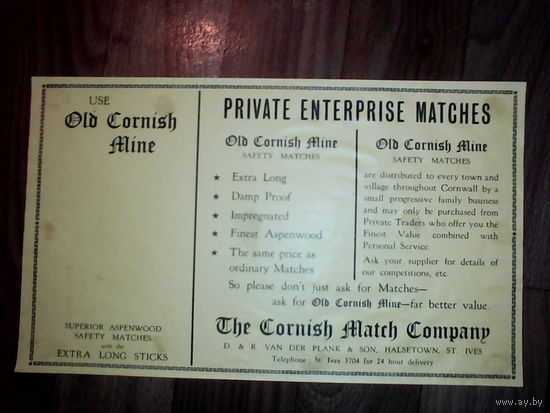 USE
Old Cornish
Mine
SUPERIOR ASPENWOOD
SAFETY MATCHES
with the
EXTRA LONG STICKS
PRIVATE ENTERPRISE MATCHES
Old Cornish Mine
SAFETY MATCHES
★ Extra Long
★ Damp Proof
★ Impregnated
★ Finest Aspenwood
★ The same price as
ordinary Matches
Old Cornish Mine
SAFETY MATCHES
are distributed to every town and
village throughout Cornwall by a
small progressive family business
and may only be purchased from
Private Traders who offer you the
Finest Value combined with
Personal Service
Ask your supplier for details of
our competitions, etc.
So please don't just ask for Matches—
ask for Old Cornish Mine—far better value.
The Cornish Match Company
D. & R. VAN DER PLANK & SON, HALSETOWN, ST. IVES
Telephone: St. Ives 3704 for 24 hour delivery
www.ay.by